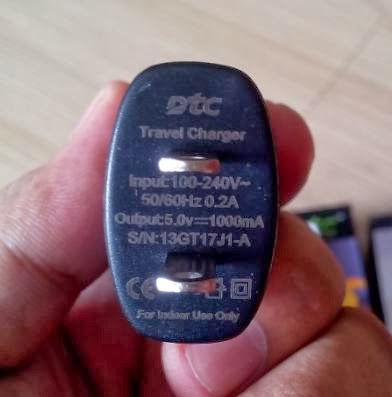 DTC
Travel Charger
Input:100-240V~
50/60Hz 0.2A
Output:5.0v⎓1000mA
S/N:13GT17J1-A
CE
For Indoor Use Only